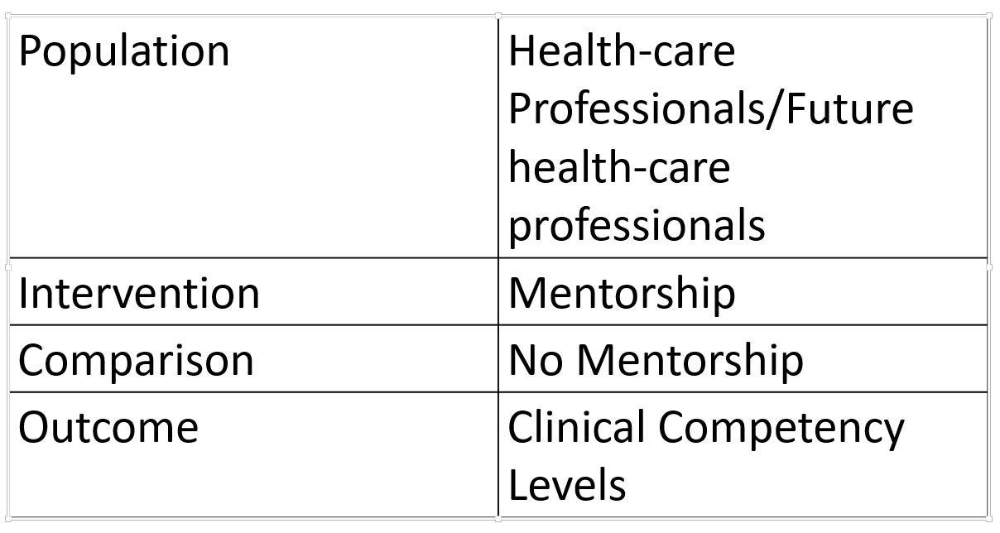 Population
Health-care
Professionals/Future
health-care
professionals
Intervention
Mentorship
Comparison
No Mentorship
Outcome
Clinical Competency
Levels